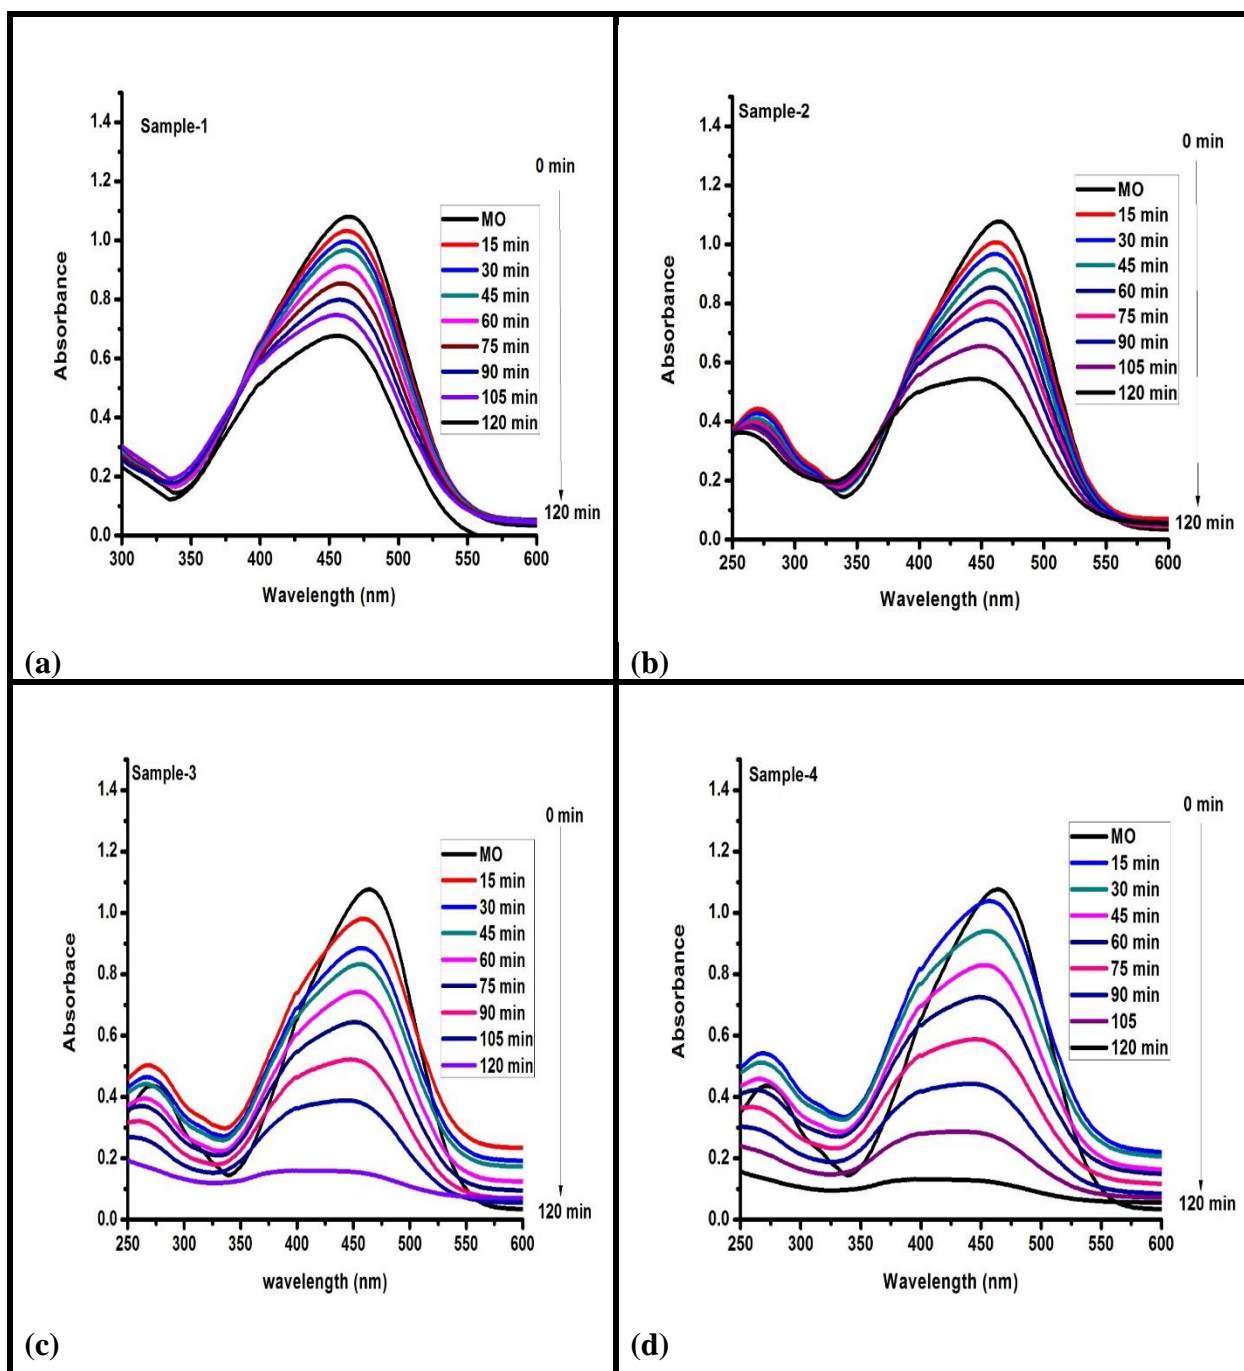 Sample-1
0 min
MO
15 min
30 min
45 min
60 min
75 min
90 min
105 min
120 min
120 min
1.4
1.2
1.0
0.8
0.6
0.4
0.2
0.0
Absorbance
300 350 400 450 500 550 600
Wavelength (nm)
(a)
Sample-2
0 min
MO
15 min
30 min
45 min
60 min
75 min
90 min
105 min
120 min
120 min
1.4
1.2
1.0
0.8
0.6
0.4
0.2
0.0
Absorbance
250 300 350 400 450 500 550 600
Wavelength (nm)
(b)
Sample-3
0 min
MO
15 min
30 min
45 min
60 min
75 min
90 min
105 min
120 min
120 min
1.4
1.2
1.0
0.8
0.6
0.4
0.2
0.0
Absorbace
250 300 350 400 450 500 550 600
wavelength (nm)
(c)
Sample-4
0 min
MO
15 min
30 min
45 min
60 min
75 min
90 min
105
120 min
120 min
1.4
1.2
1.0
0.8
0.6
0.4
0.2
0.0
Absorbance
250 300 350 400 450 500 550 600
Wavelength (nm)
(d)